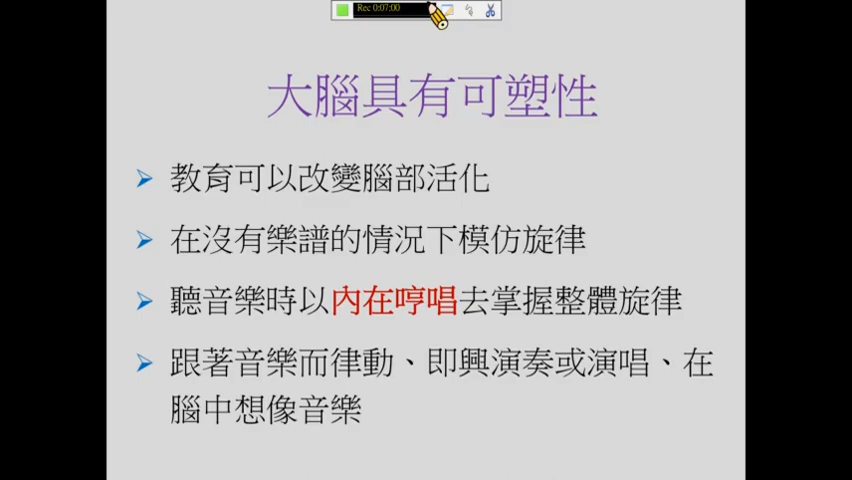 Rec 0:07:00
大腦具有可塑性
教育可以改變腦部活化
在沒有樂譜的情況下模仿旋律
聽音樂時以內在哼唱去掌握整體旋律
跟著音樂而律動、即興演奏或演唱、在
腦中想像音樂